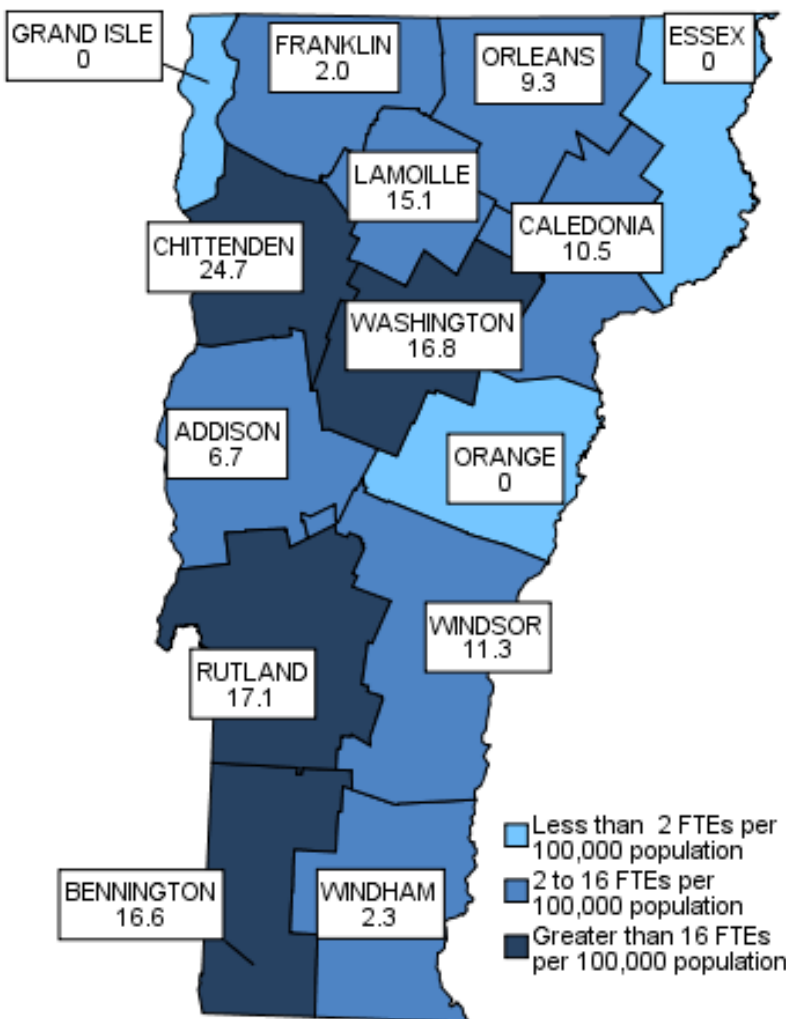 GRAND ISLE
0
FRANKLIN
2.0
ORLEANS
9.3
ESSEX
0
LAMOILLE
15.1
CHITTENDEN
24.7
CALEDONIA
10.5
WASHINGTON
16.8
ADDISON
6.7
ORANGE
0
WINDSOR
11.3
RUTLAND
17.1
BENNINGTON
16.6
WINDHAM
2.3
Less than 2 FTEs per
100,000 population
2 to 16 FTEs per
100,000 population
Greater than 16 FTEs
per 100,000 population